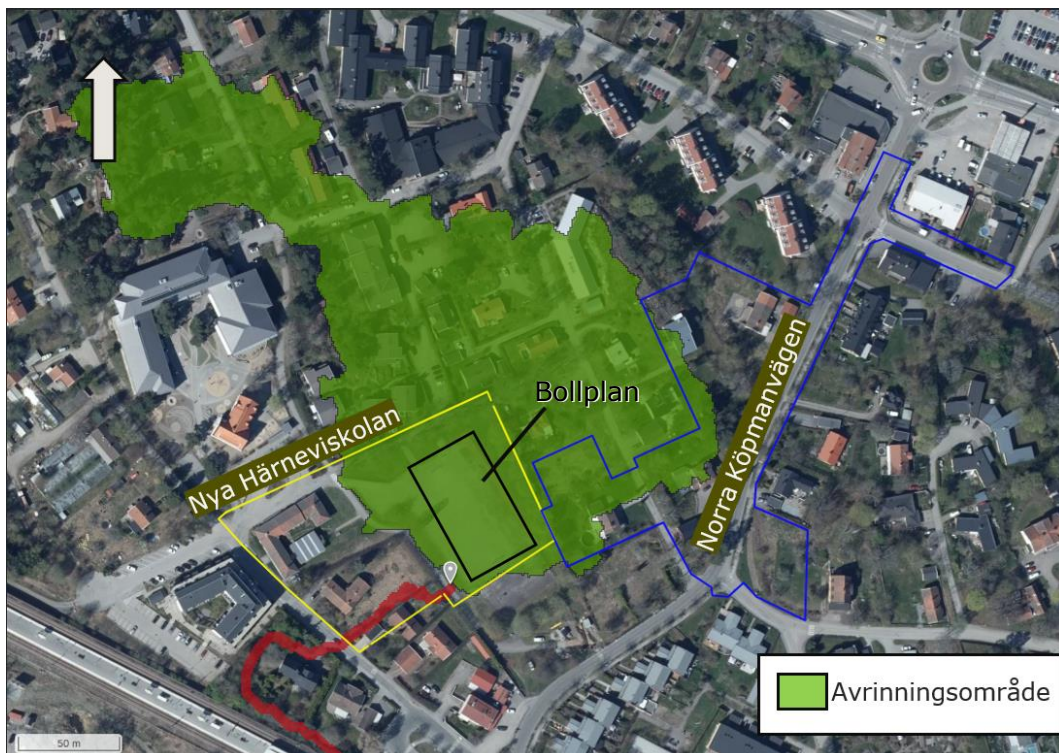 Bollplan
Nya Härneviskolan
Norra Köpmanvägen
Avrinningsområde
50 m